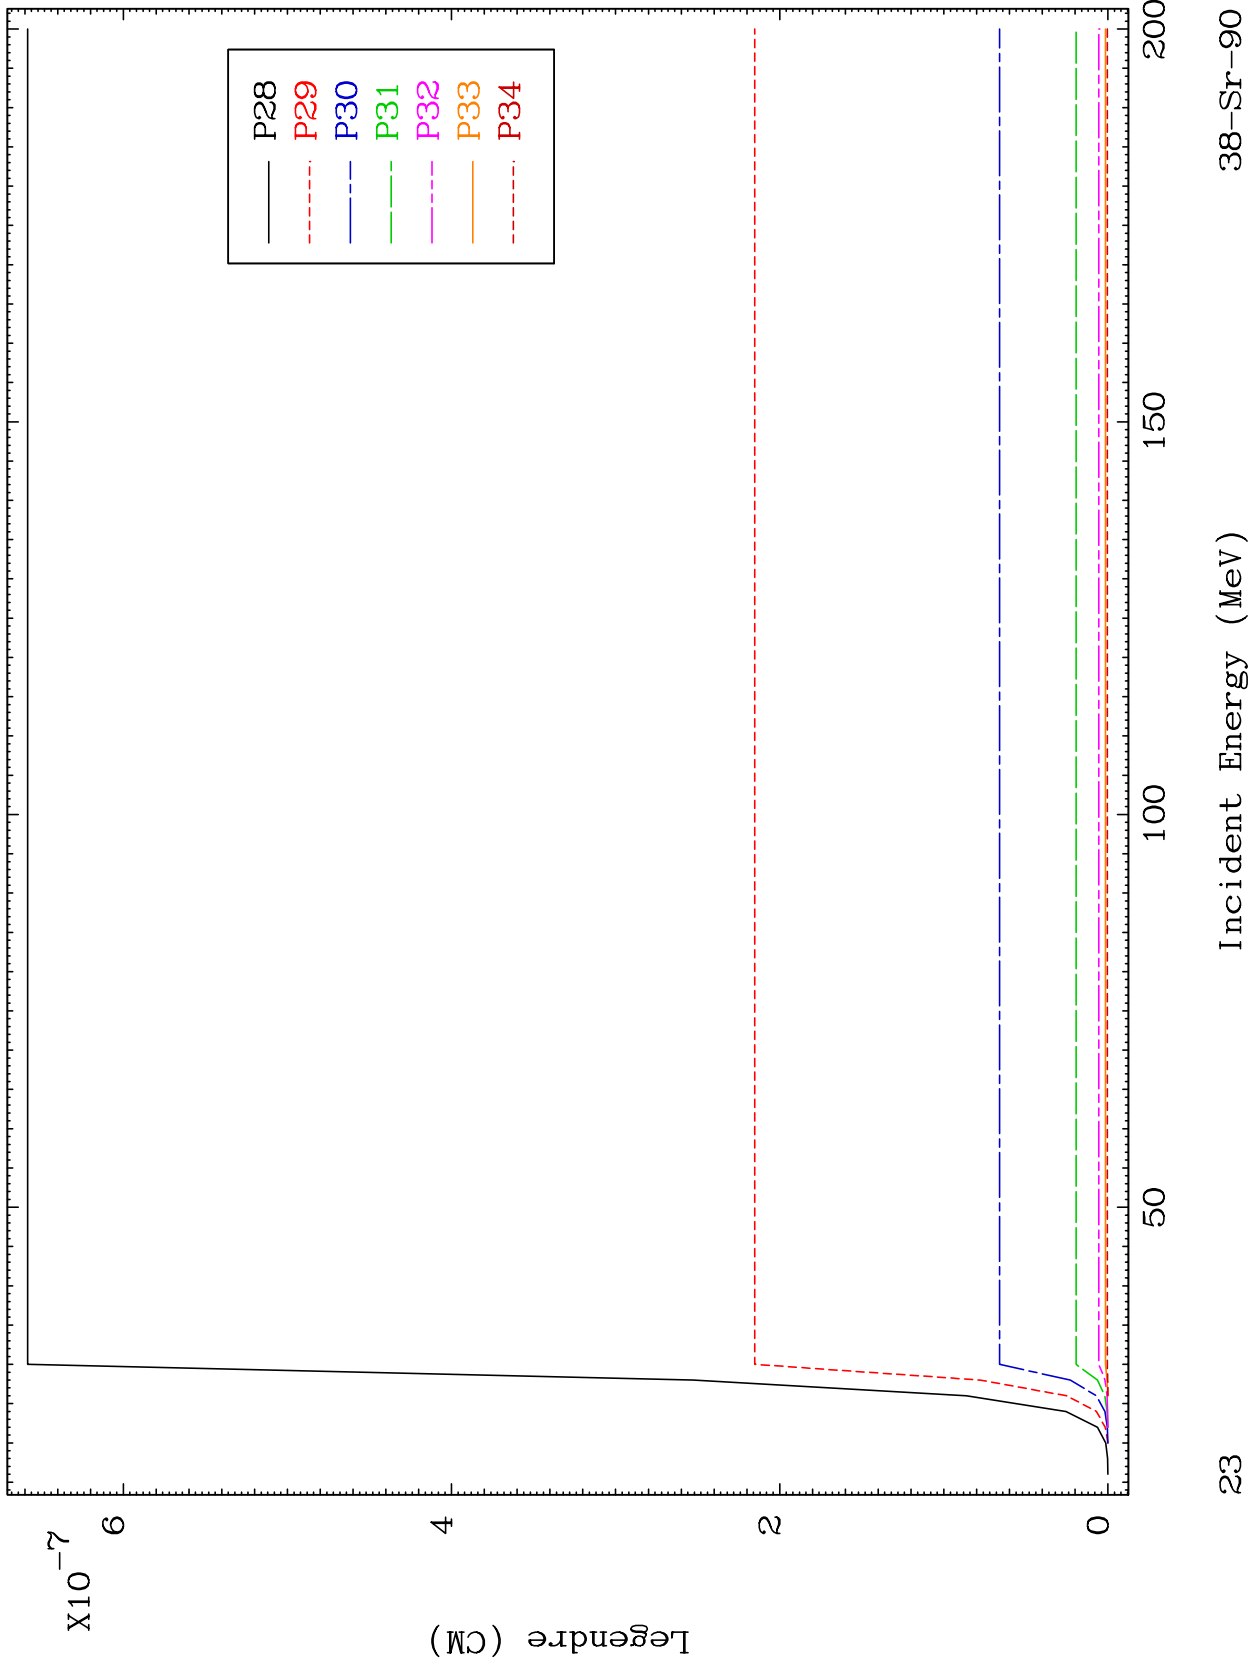 X10-7
Legendre (CM)
6
4
2
0
P28
P29
P30
P31
P32
P33
P34
50
100
150
200
23
Incident Energy (MeV)
38-Sr-90